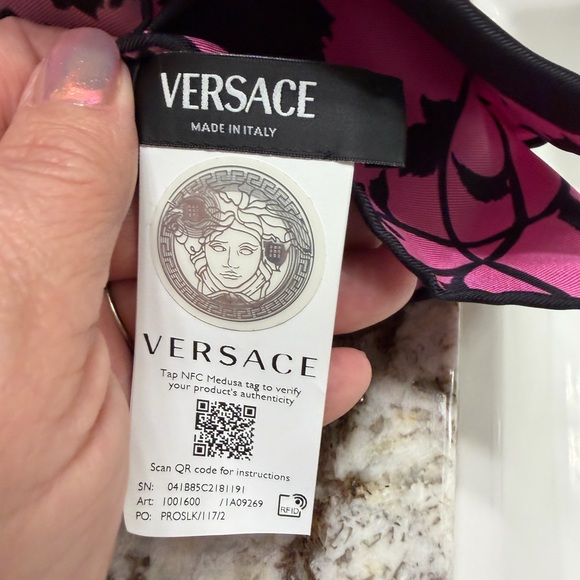 VERSACE
MADE IN ITALY
VERSACE
Tap NFC Medusa tag to verify
your product's authenticity
Scan QR code for instructions
SN: 041B85C2181191
Art: 1001600 /1A09269
PO: PROSLK/117/2
RFID